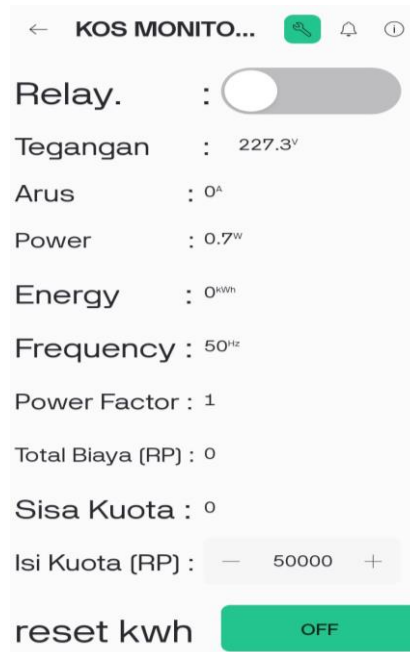 KOS MONITO...
Relay. :
Tegangan : 227.3V
Arus : 0A
Power : 0.7W
Energy : 0kWh
Frequency : 50Hz
Power Factor : 1
Total Biaya (RP) : 0
Sisa Kuota : 0
Isi Kuota (RP) : — 50000 +
reset kwh OFF